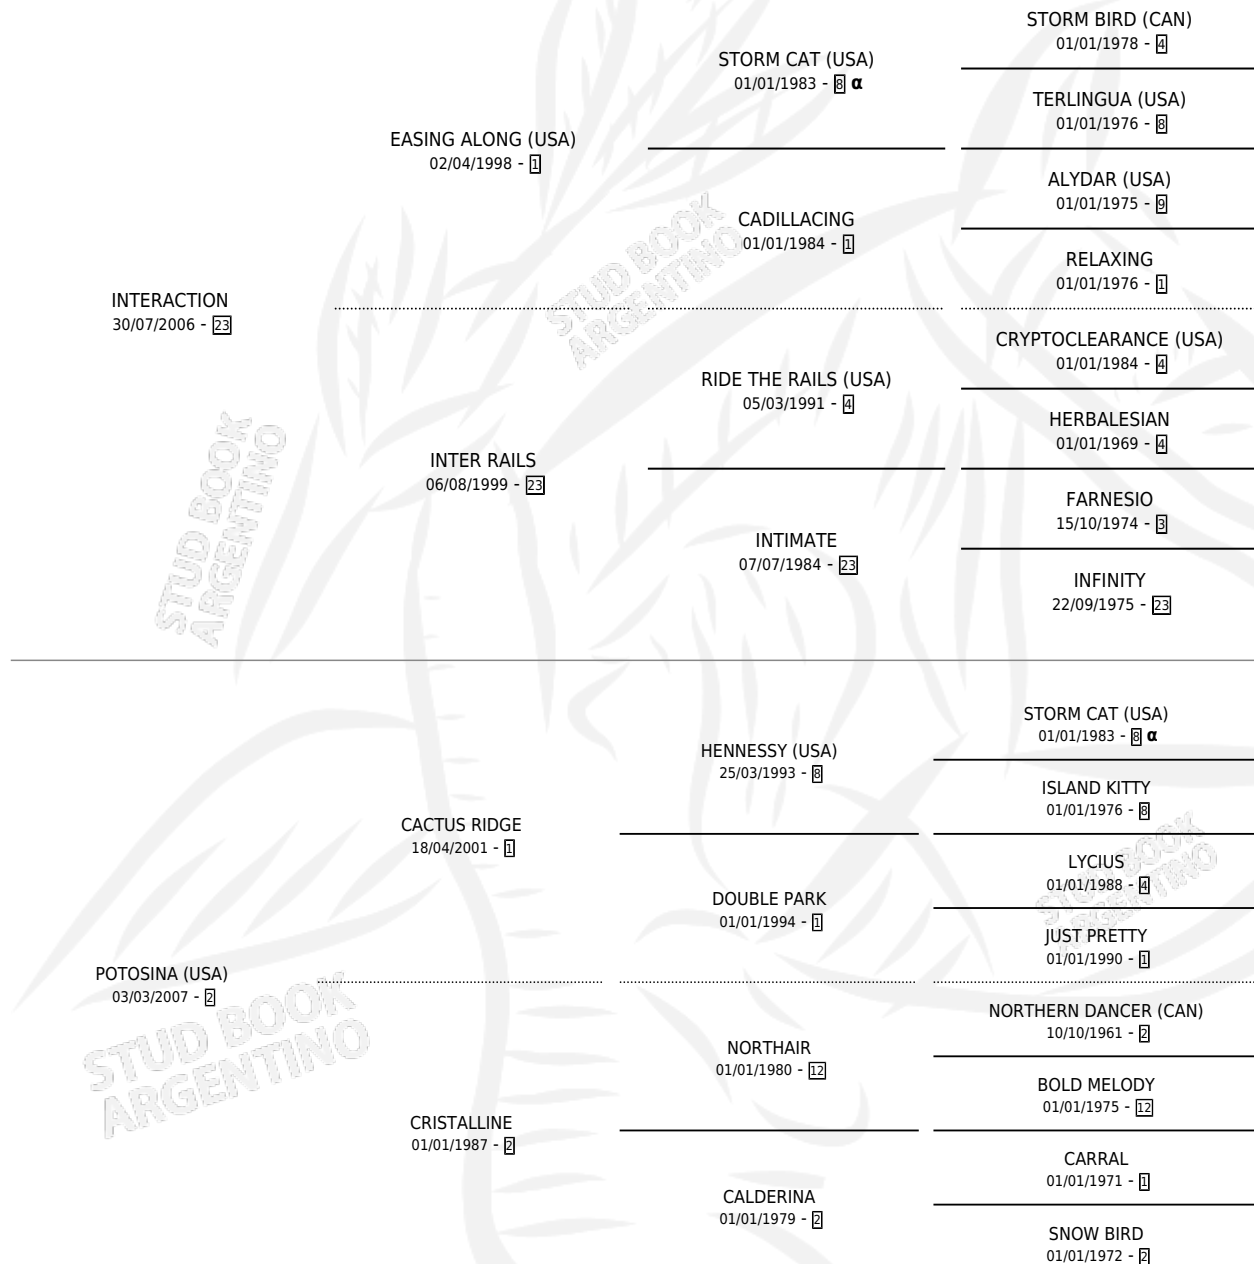 STORM BIRD (CAN)
01/01/1978 - 4
STORM CAT (USA)
01/01/1983 - 8 α
TERLINGUA (USA)
01/01/1976 - 8
EASING ALONG (USA)
02/04/1998 - 1
ALYDAR (USA)
01/01/1975 - 9
CADILLACING
01/01/1984 - 1
RELAXING
01/01/1976 - 1
INTERACTION
30/07/2006 - 23
CRYPTOCLEARANCE (USA)
01/01/1984 - 4
RIDE THE RAILS (USA)
05/03/1991 - 4
HERBALESIAN
01/01/1969 - 4
INTER RAILS
06/08/1999 - 23
FARNESIO
15/10/1974 - 3
INTIMATE
07/07/1984 - 23
INFINITY
22/09/1975 - 23
STORM CAT (USA)
01/01/1983 - 8 α
HENNESSY (USA)
25/03/1993 - 8
ISLAND KITTY
01/01/1976 - 8
CACTUS RIDGE
18/04/2001 - 1
LYCIUS
01/01/1988 - 4
DOUBLE PARK
01/01/1994 - 1
JUST PRETTY
01/01/1990 - 1
POTOSINA (USA)
03/03/2007 - 2
NORTHERN DANCER (CAN)
10/10/1961 - 2
NORTHAIR
01/01/1980 - 12
BOLD MELODY
01/01/1975 - 12
CRISTALLINE
01/01/1987 - 2
CARRAL
01/01/1971 - 1
CALDERINA
01/01/1979 - 2
SNOW BIRD
01/01/1972 - 2
STUD BOOK
ARGENTINO
STUD BOOK
ARGENTINO
STUD BOOK
ARGENTINO
STUD BOOK
ARGENTINO